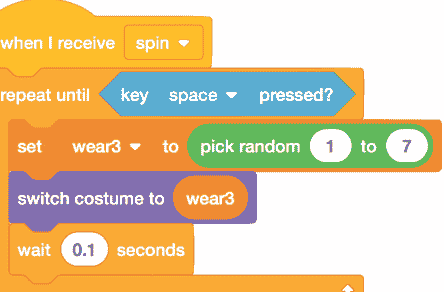 when I receive spin
repeat until key space pressed?
set wear3 to pick random 1 to 7
switch costume to wear3
wait 0.1 seconds